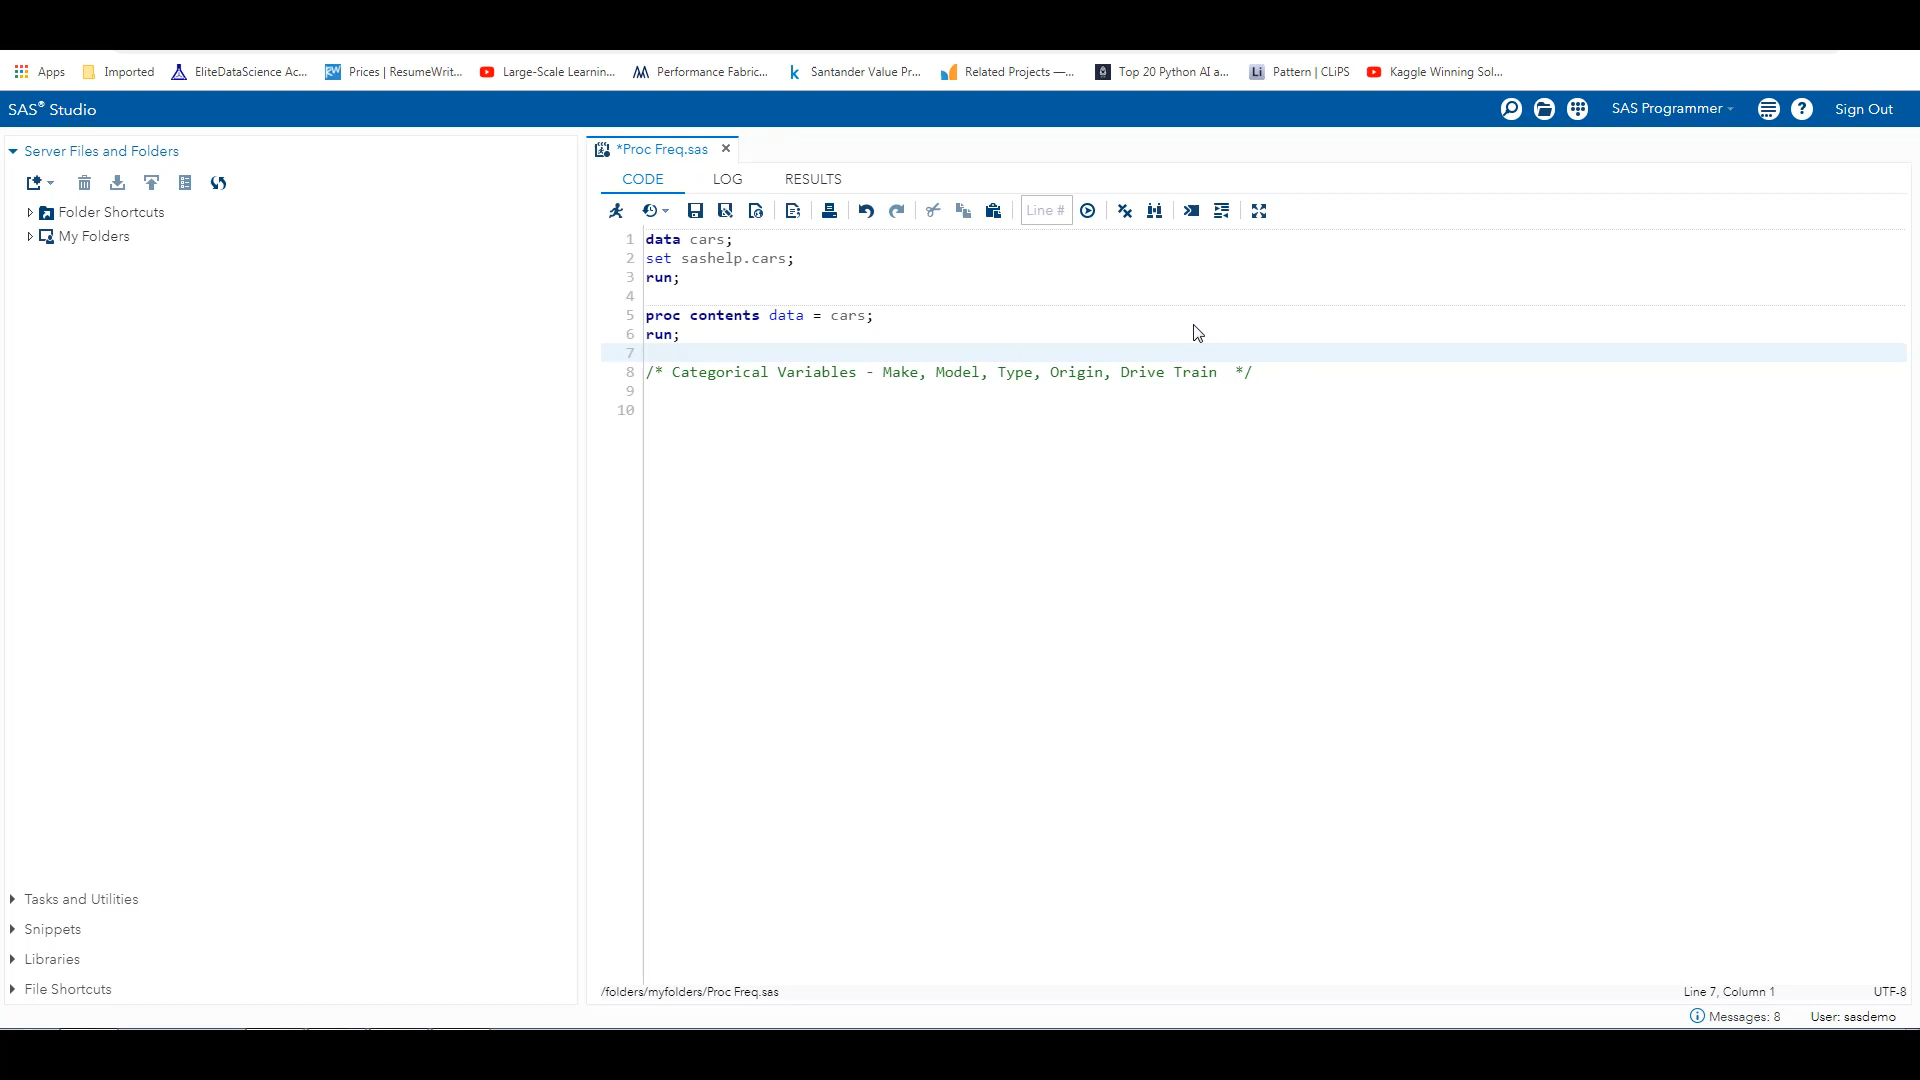 Apps Imported EliteDataScience Ac... Prices | ResumeWrit... Large-Scale Learnin... Performance Fabric... Santander Value Pr... Related Projects —... Top 20 Python AI a... Pattern | CLiPS Kaggle Winning Sol...
SAS® Studio SAS Programmer Sign Out
Server Files and Folders
Folder Shortcuts
My Folders
Tasks and Utilities
Snippets
Libraries
File Shortcuts
*Proc Freq.sas
CODE LOG RESULTS
Line #
1 data cars;
2 set sashelp.cars;
3 run;
4
5 proc contents data = cars;
6 run;
7
8 /* Categorical Variables - Make, Model, Type, Origin, Drive Train */
9
10
/folders/myfolders/Proc Freq.sas Line 7, Column 1 UTF-8
Messages: 8 User: sasdemo